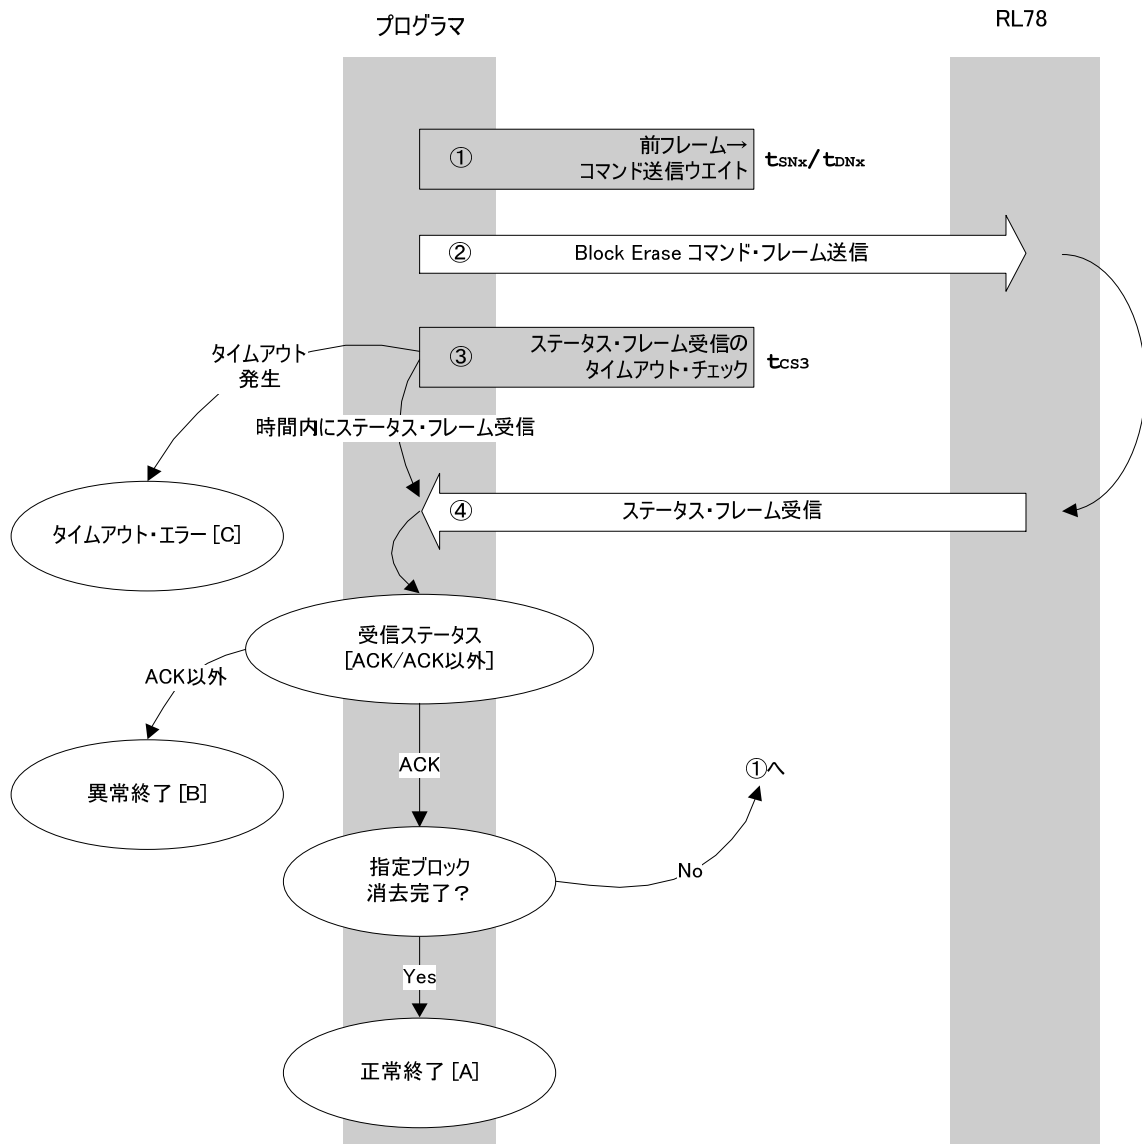 プログラマ
RL78
①
前フレーム→
コマンド送信ウエイト
tSNx/tDNx
②
Block Erase コマンド・フレーム送信
③
ステータス・フレーム受信の
タイムアウト・チェック
tCS3
タイムアウト
発生
時間内にステータス・フレーム受信
タイムアウト・エラー [C]
④
ステータス・フレーム受信
受信ステータス
[ACK/ACK以外]
ACK以外
異常終了 [B]
ACK
①へ
指定ブロック
消去完了？
No
Yes
正常終了 [A]